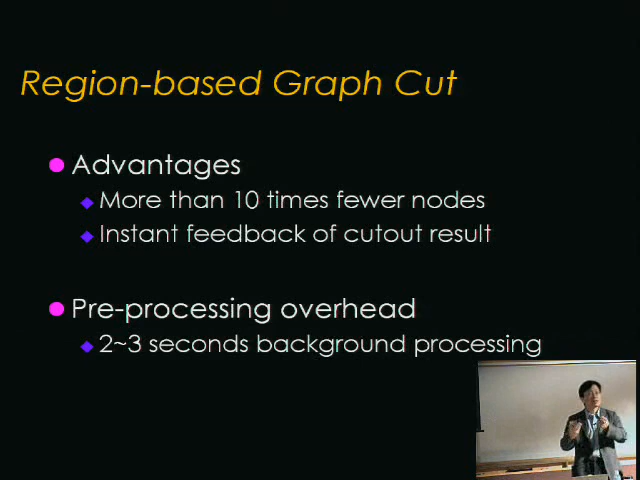 Region-based Graph Cut
Advantages
More than 10 times fewer nodes
Instant feedback of cutout result
Pre-processing overhead
2~3 seconds background processing